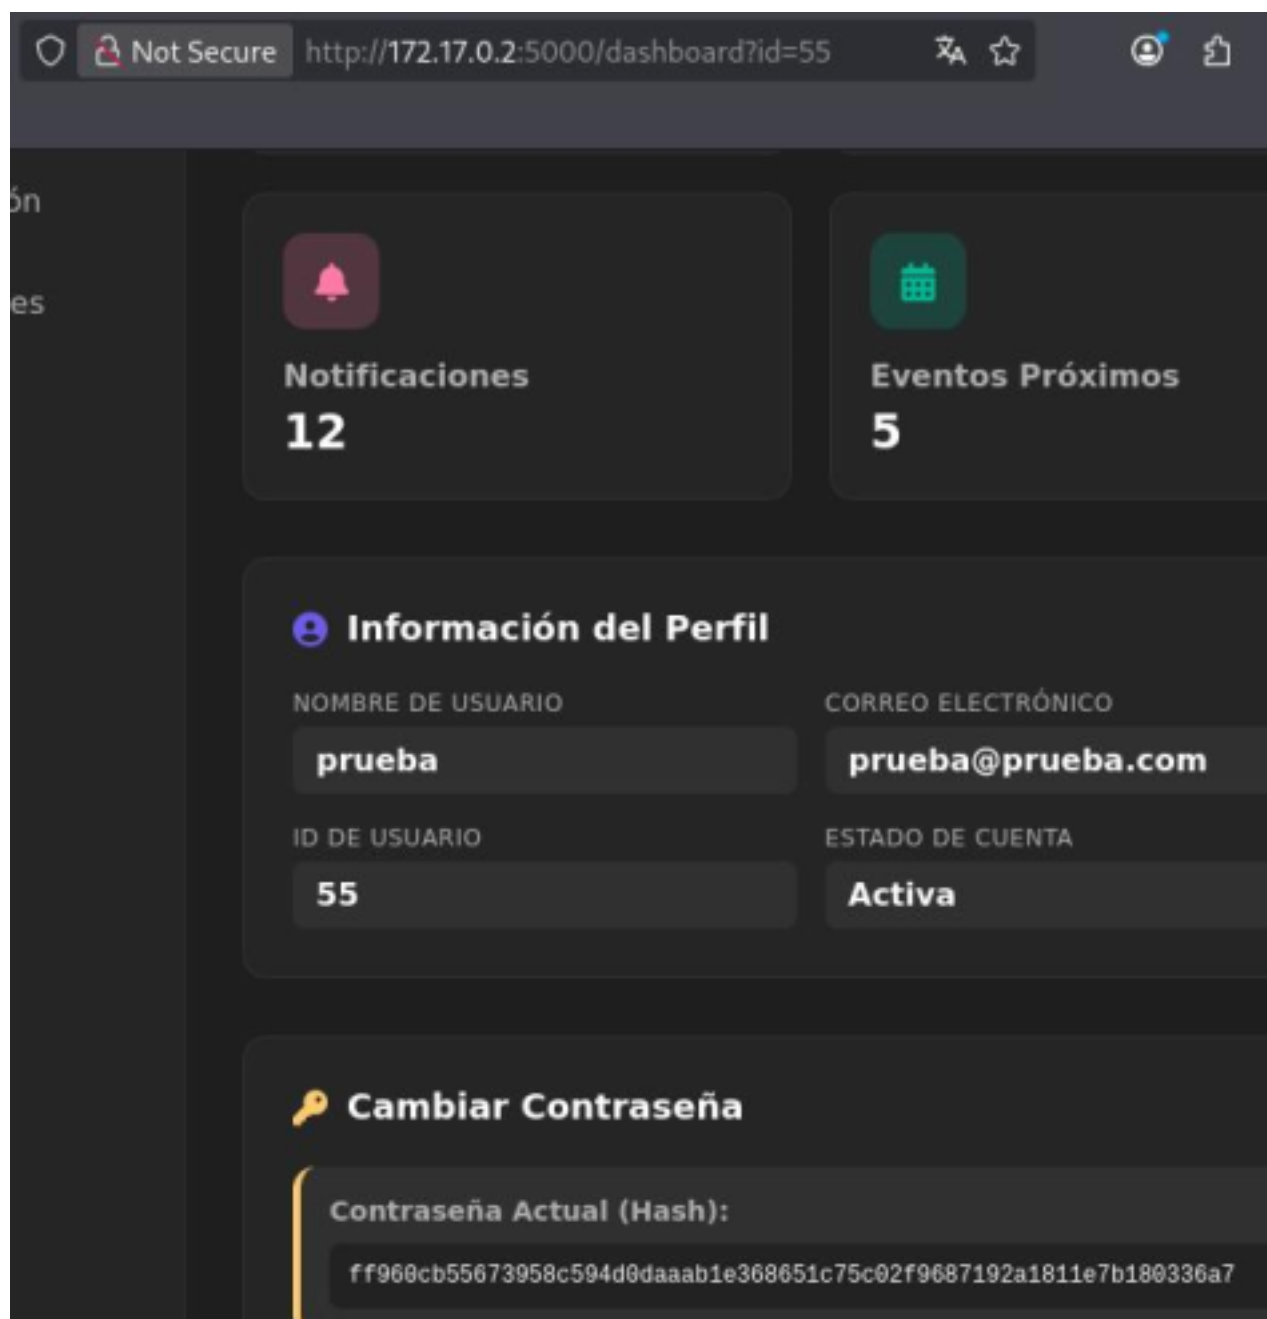 Not Secure http://172.17.0.2:5000/dashboard?id=55
ón
es
Notificaciones
12
Eventos Próximos
5
Información del Perfil
NOMBRE DE USUARIO
prueba
CORREO ELECTRÓNICO
prueba@prueba.com
ID DE USUARIO
55
ESTADO DE CUENTA
Activa
Cambiar Contraseña
Contraseña Actual (Hash):
ff960cb55673958c594d0daaab1e368651c75c02f9687192a1811e7b180336a7